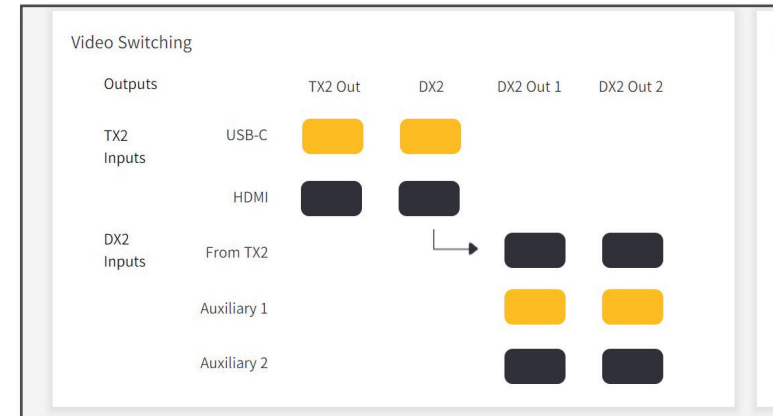 Video Switching
Outputs TX2 Out DX2 DX2 Out 1 DX2 Out 2
TX2 USB-C
Inputs
HDMI
DX2
From TX2
Inputs
Auxiliary 1
Auxiliary 2